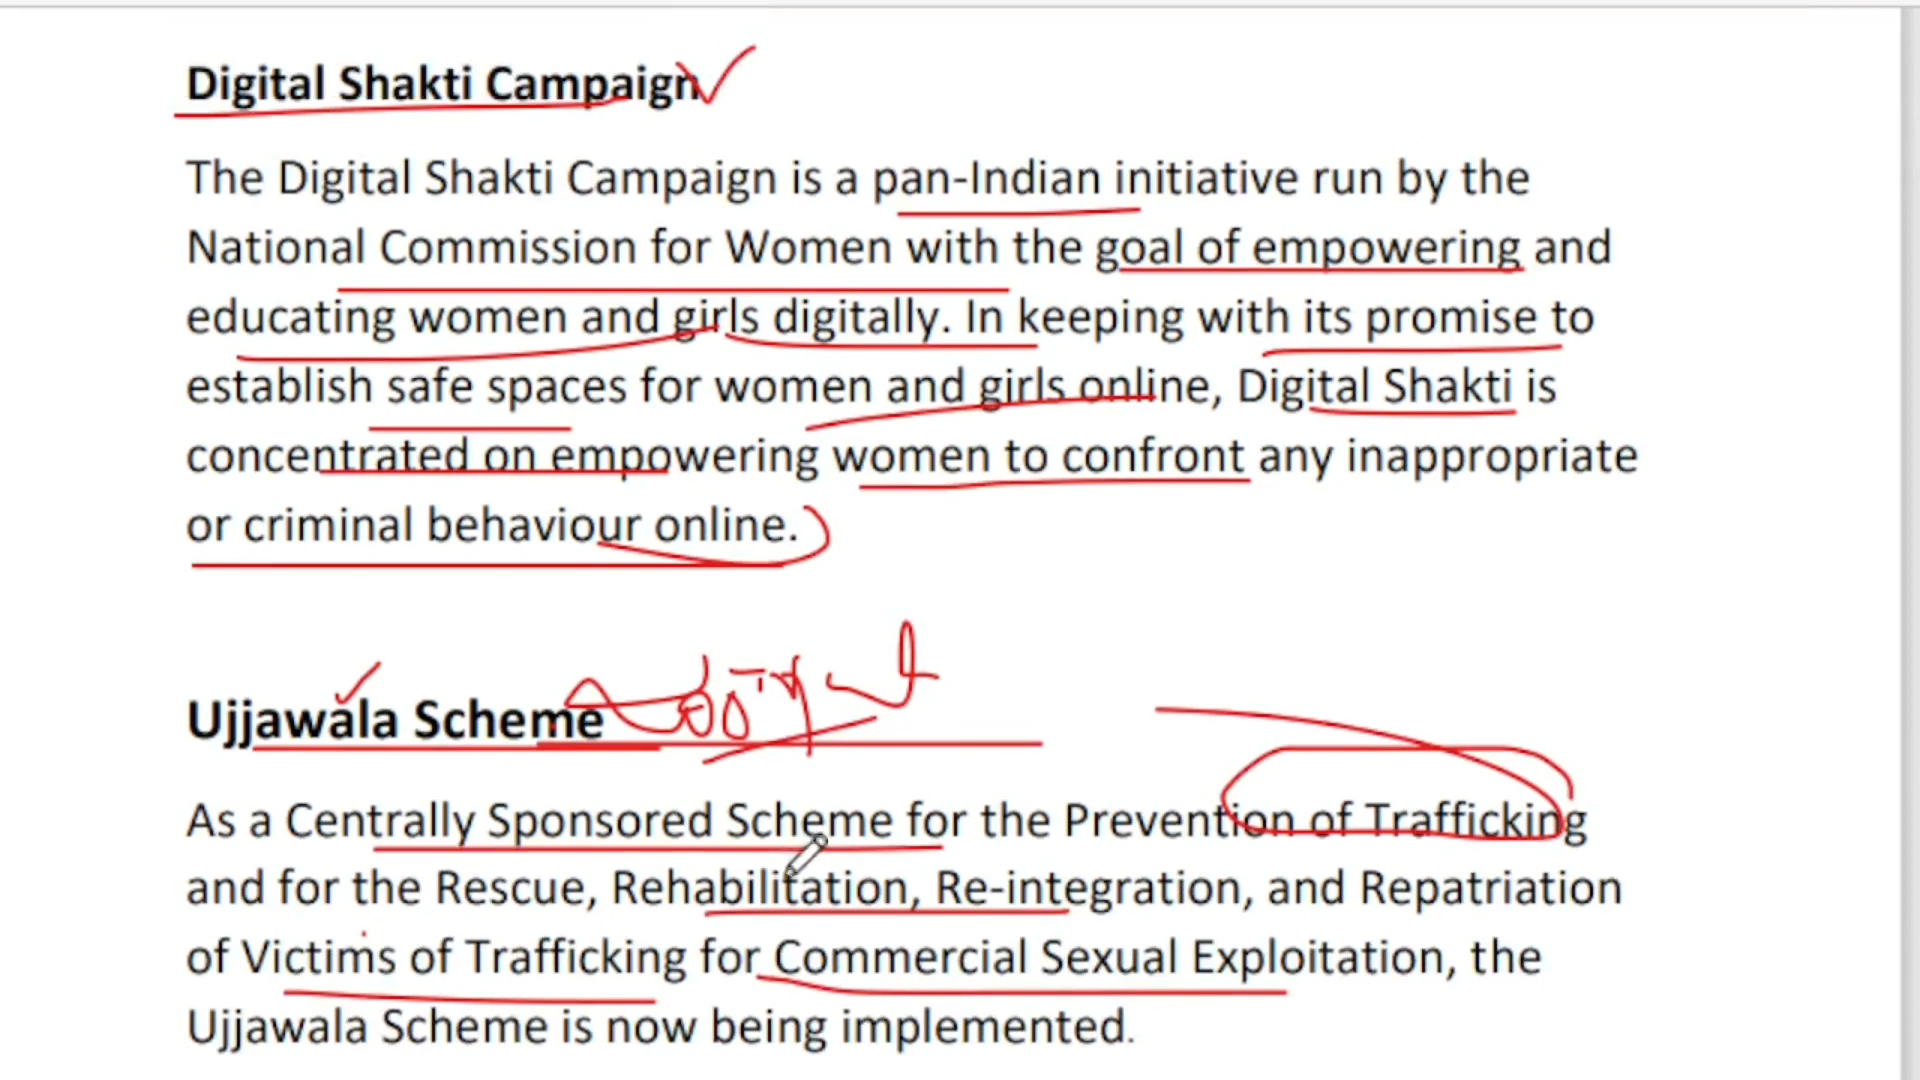 Digital Shakti Campaign
The Digital Shakti Campaign is a pan-Indian initiative run by the
National Commission for Women with the goal of empowering and
educating women and girls digitally. In keeping with its promise to
establish safe spaces for women and girls online, Digital Shakti is
concentrated on empowering women to confront any inappropriate
or criminal behaviour online.
Ujjawala Scheme
As a Centrally Sponsored Scheme for the Prevention of Trafficking
and for the Rescue, Rehabilitation, Re-integration, and Repatriation
of Victims of Trafficking for Commercial Sexual Exploitation, the
Ujjawala Scheme is now being implemented.